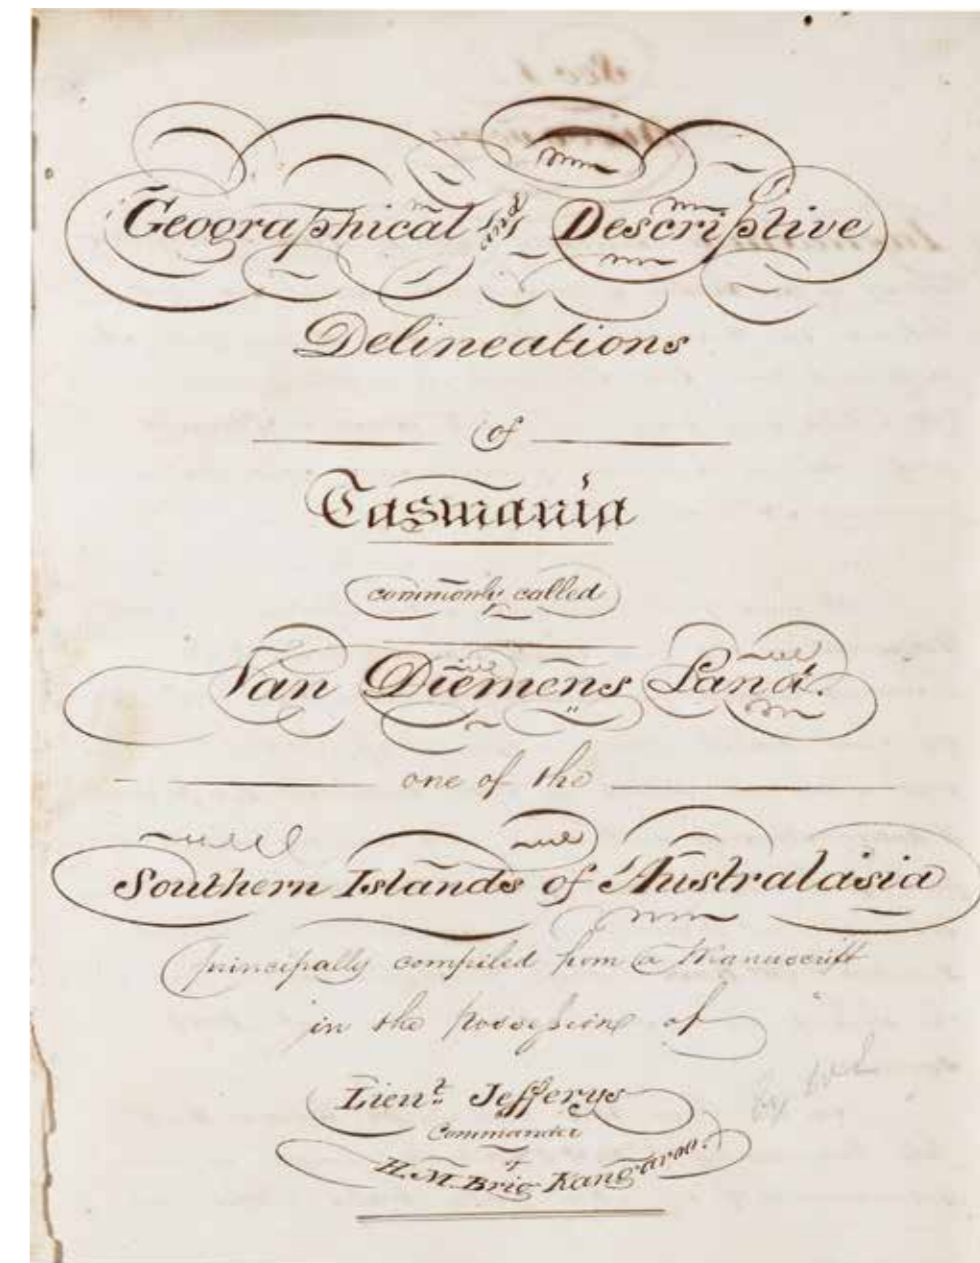 Geographical and Descriptive
Delineations
of
Tasmania
commonly called
Van Diemens Land.
one of the
Southern Islands of Australasia
principally compiled from a Manuscript
in the possession of
Lieut. Jefferys
Commander
of
H.M. Brig Kangaroo.